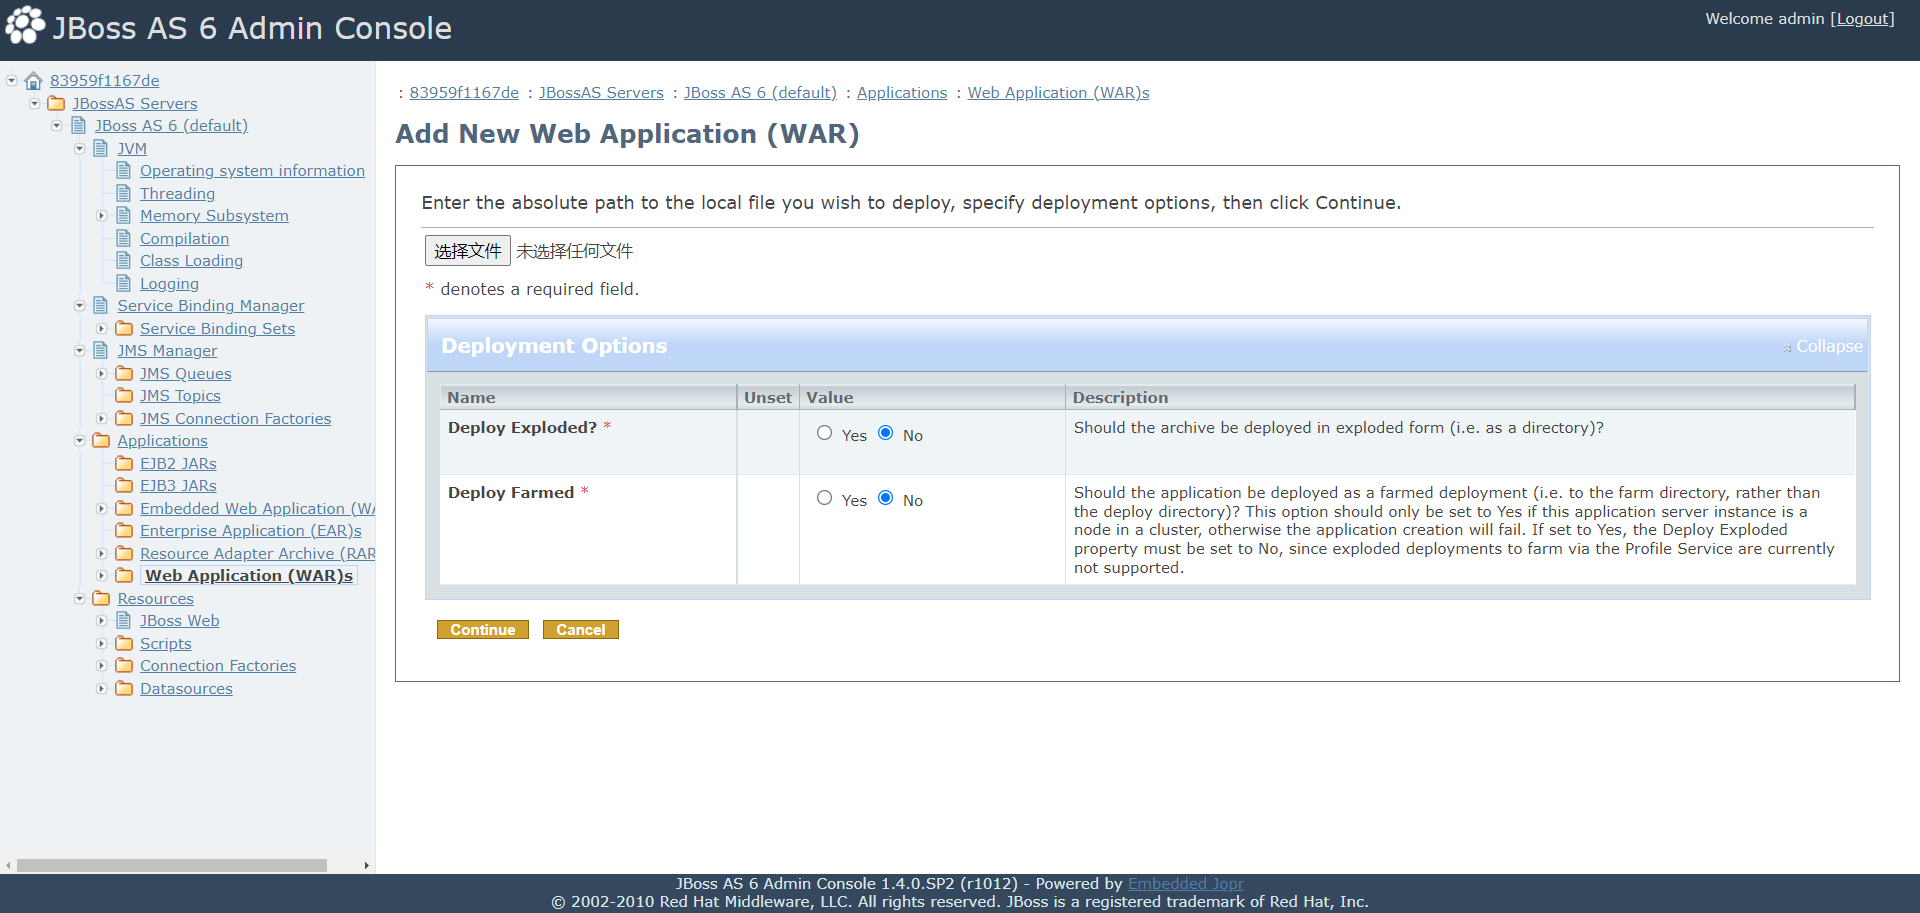 JBoss AS 6 Admin Console
Welcome admin [Logout]
83959f1167de
JBossAS Servers
JBoss AS 6 (default)
JVM
Operating system information
Threading
Memory Subsystem
Compilation
Class Loading
Logging
Service Binding Manager
Service Binding Sets
JMS Manager
JMS Queues
JMS Topics
JMS Connection Factories
Applications
EJB2 JARs
EJB3 JARs
Embedded Web Application (WA
Enterprise Application (EAR)s
Resource Adapter Archive (RAR
Web Application (WAR)s
Resources
JBoss Web
Scripts
Connection Factories
Datasources
: 83959f1167de : JBossAS Servers : JBoss AS 6 (default) : Applications : Web Application (WAR)s
Add New Web Application (WAR)
Enter the absolute path to the local file you wish to deploy, specify deployment options, then click Continue.
选择文件 未选择任何文件
* denotes a required field.
Deployment Options
Collapse
Name Unset Value Description
Deploy Exploded? * Yes No Should the archive be deployed in exploded form (i.e. as a directory)?
Deploy Farmed * Yes No Should the application be deployed as a farmed deployment (i.e. to the farm directory, rather than
the deploy directory)? This option should only be set to Yes if this application server instance is a
node in a cluster, otherwise the application creation will fail. If set to Yes, the Deploy Exploded
property must be set to No, since exploded deployments to farm via the Profile Service are currently
not supported.
Continue Cancel
JBoss AS 6 Admin Console 1.4.0.SP2 (r1012) - Powered by Embedded Jopr
© 2002-2010 Red Hat Middleware, LLC. All rights reserved. JBoss is a registered trademark of Red Hat, Inc.